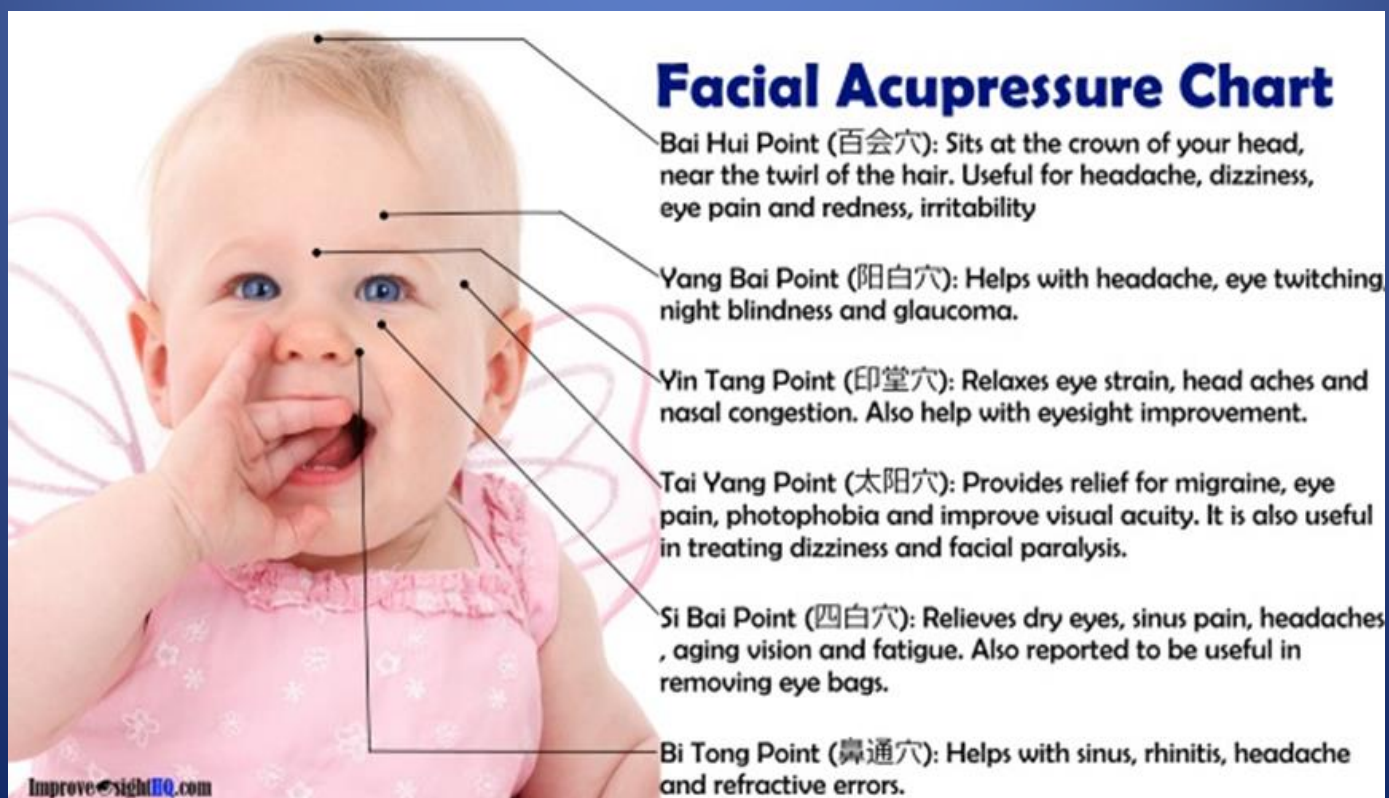 Facial Acupressure Chart
Bai Hui Point (百会穴): Sits at the crown of your head,
near the twirl of the hair. Useful for headache, dizziness,
eye pain and redness, irritability
Yang Bai Point (阳白穴): Helps with headache, eye twitching,
night blindness and glaucoma.
Yin Tang Point (印堂穴): Relaxes eye strain, head aches and
nasal congestion. Also help with eyesight improvement.
Tai Yang Point (太阳穴): Provides relief for migraine, eye
pain, photophobia and improve visual acuity. It is also useful
in treating dizziness and facial paralysis.
Si Bai Point (四白穴): Relieves dry eyes, sinus pain, headaches
, aging vision and fatigue. Also reported to be useful in
removing eye bags.
Bi Tong Point (鼻通穴): Helps with sinus, rhinitis, headache
and refractive errors.
ImproveEsightHQ.com